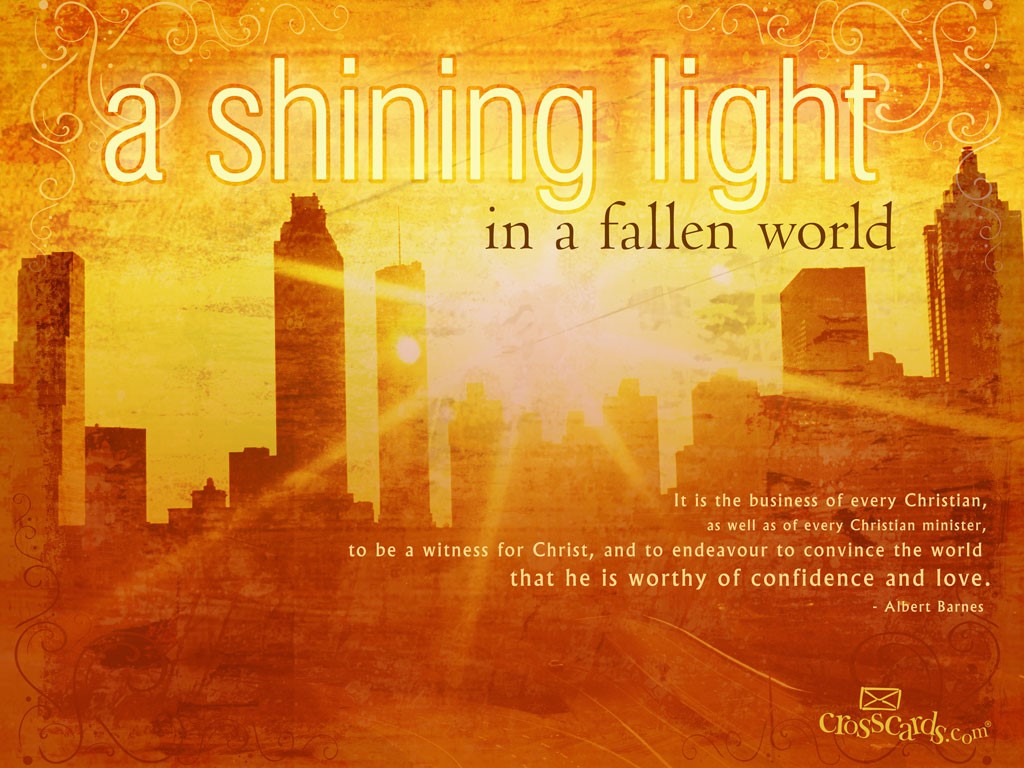 a shining light
in a fallen world
It is the business of every Christian,
as well as of every Christian minister,
to be a witness for Christ, and to endeavour to convince the world
that he is worthy of confidence and love.
- Albert Barnes
crosscards.com®